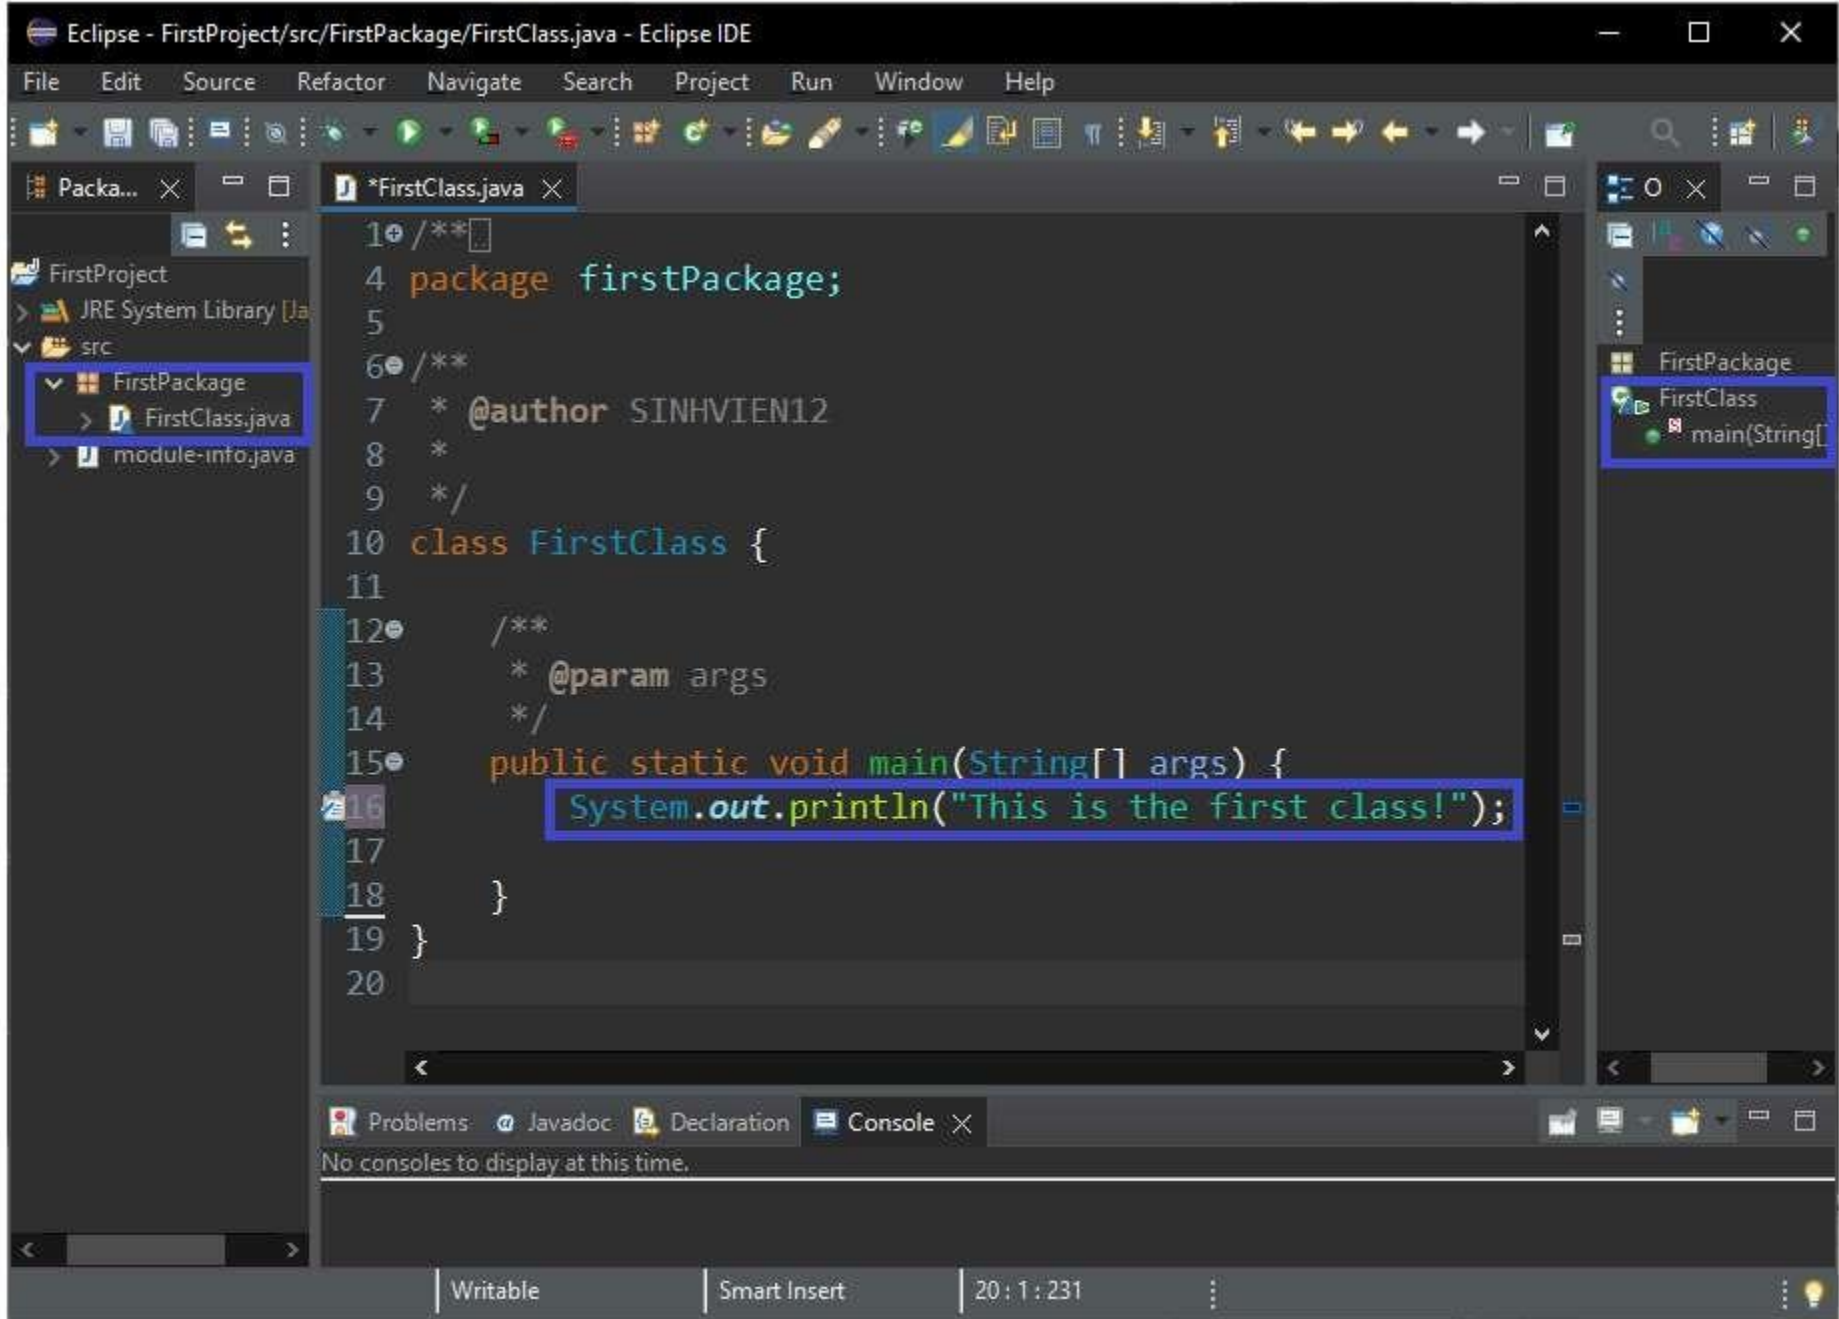 Eclipse - FirstProject/src/FirstPackage/FirstClass.java - Eclipse IDE
File Edit Source Refactor Navigate Search Project Run Window Help
Packa...
FirstProject
JRE System Library [Ja
src
FirstPackage
FirstClass.java
module-info.java
*FirstClass.java
1 /**
4 package firstPackage;
5
6 /**
7 * @author SINHVIEN12
8 *
9 */
10 class FirstClass {
11
12 /**
13 * @param args
14 */
15 public static void main(String[] args) {
16 System.out.println("This is the first class!");
17
18 }
19 }
20
O
FirstPackage
FirstClass
main(String[]
Problems Javadoc Declaration Console
No consoles to display at this time.
Writable Smart Insert 20 : 1 : 231